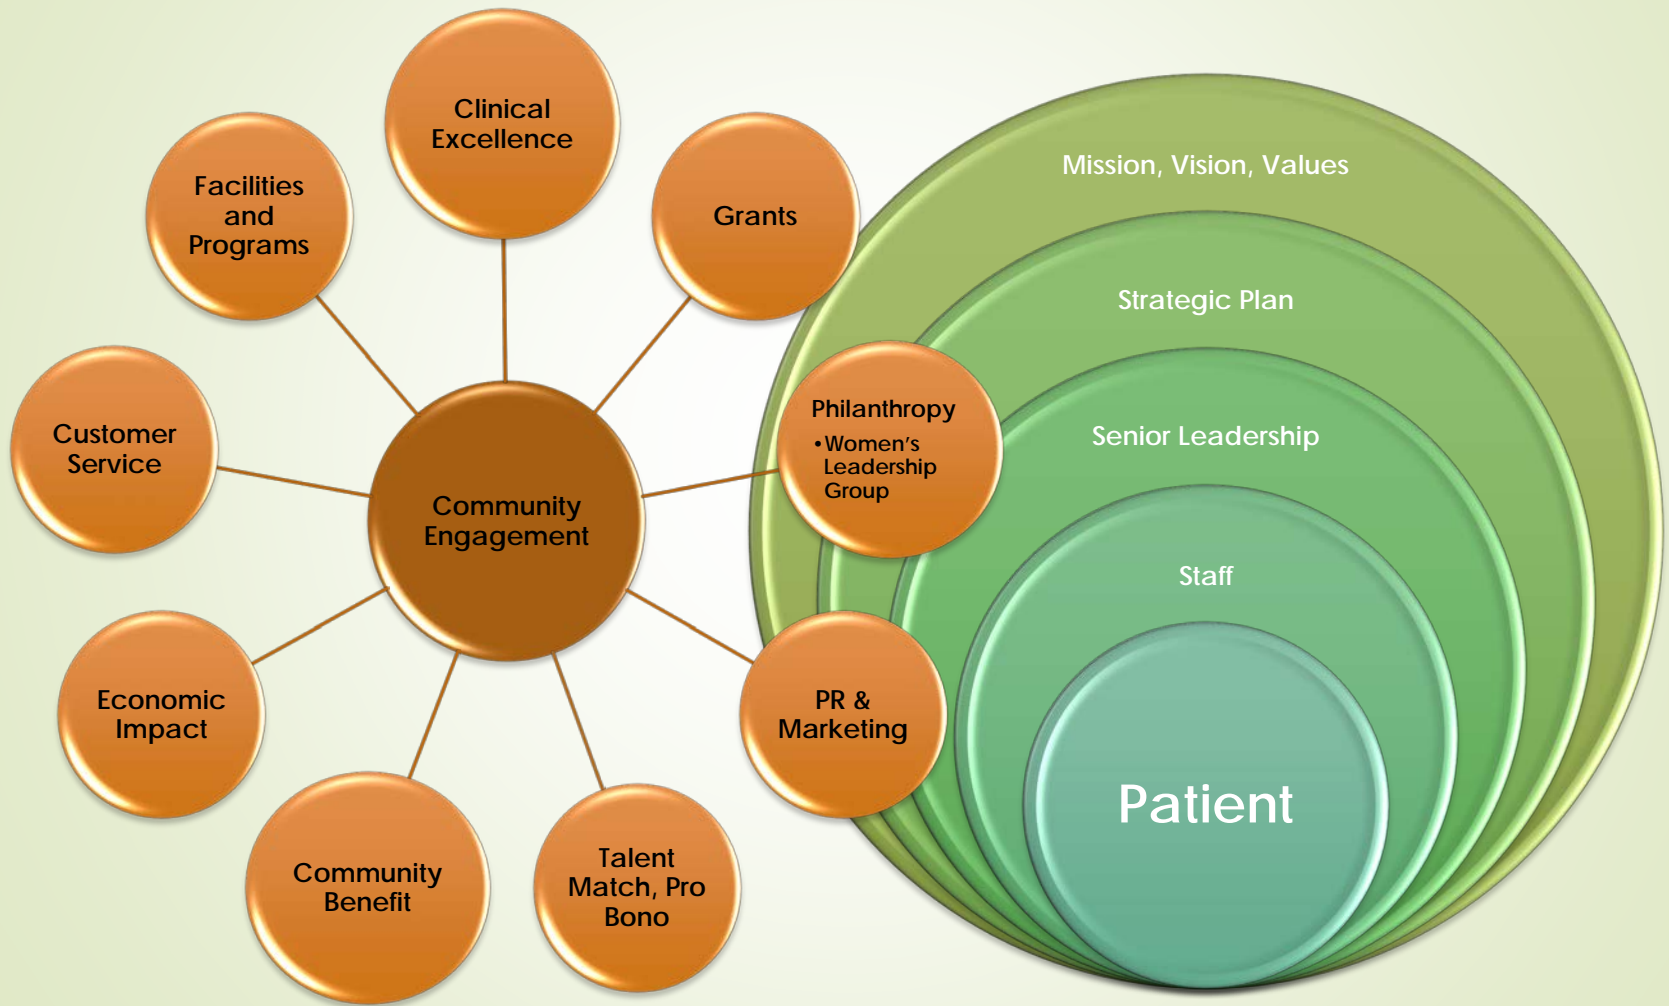 Clinical
Excellence
Grants
Philanthropy
•Women's
Leadership
Group
PR &
Marketing
Talent
Match, Pro
Bono
Community
Benefit
Economic
Impact
Customer
Service
Facilities
and
Programs
Community
Engagement
Mission, Vision, Values
Strategic Plan
Senior Leadership
Staff
Patient